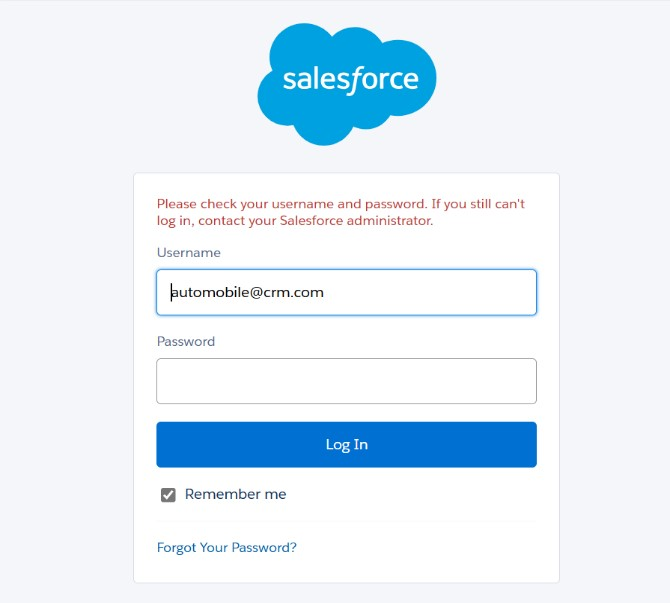 salesforce
Please check your username and password. If you still can't
log in, contact your Salesforce administrator.
Username
automobile@crm.com
Password
Log In
Remember me
Forgot Your Password?